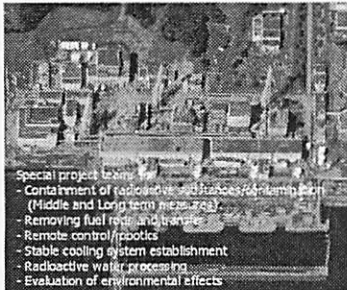 Special project teams for
- Containment of radioactive substances/contamination
(Middle and Long term measures)
- Removing fuel rods and transfer
- Remote control/robotics
- Stable cooling system establishment
- Radioactive water processing
- Evaluation of environmental effects